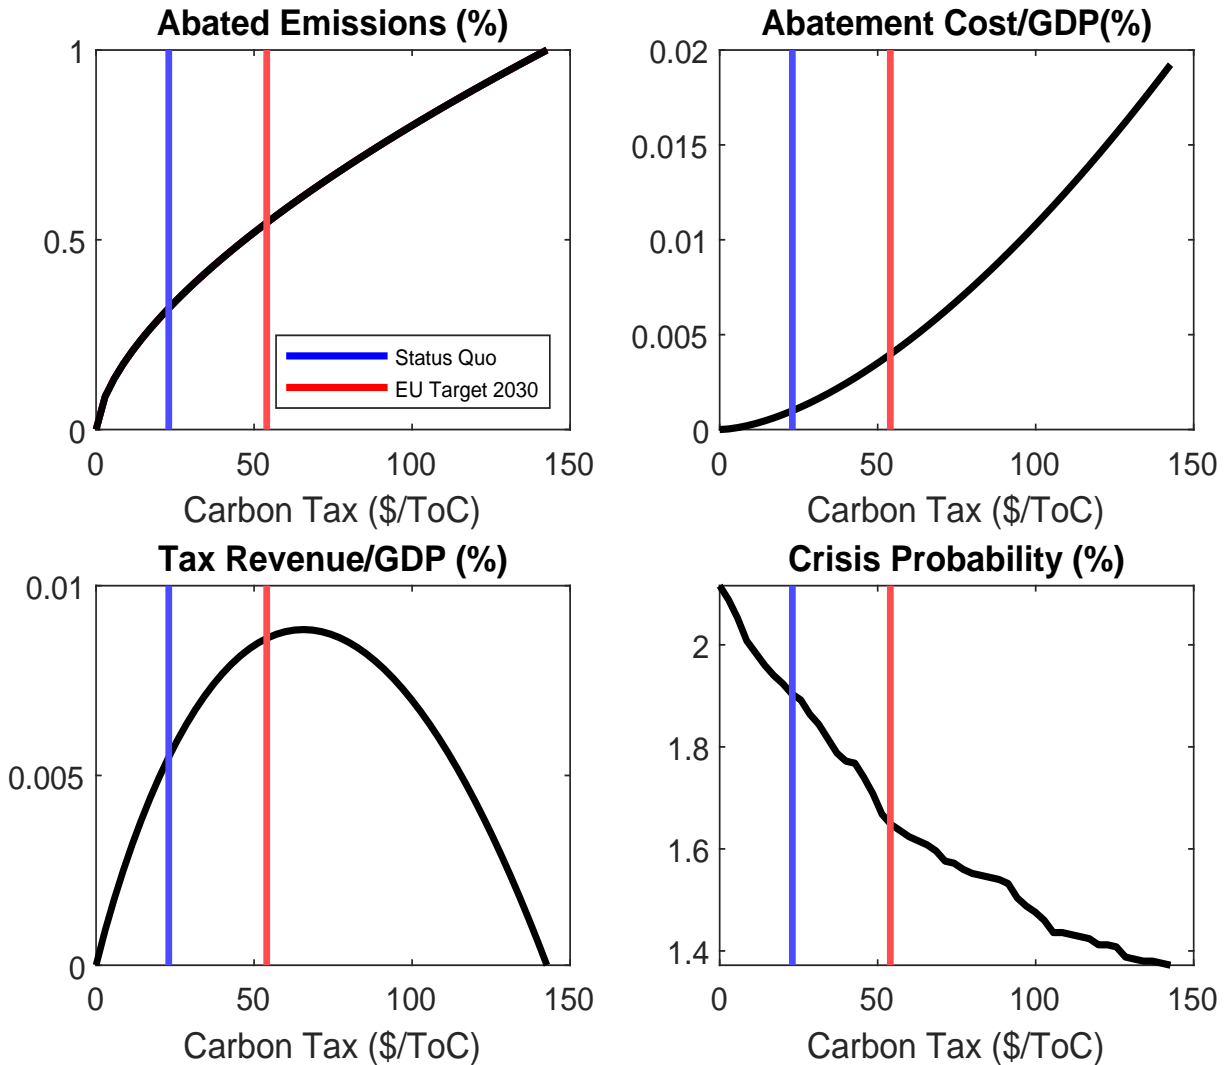 Abated Emissions (%)
1
0.5
0
0 50 100 150
Carbon Tax ($/ToC)
Status Quo
EU Target 2030
Abatement Cost/GDP(%)
0.02
0.015
0.01
0.005
0
0 50 100 150
Carbon Tax ($/ToC)
Tax Revenue/GDP (%)
0.01
0.005
0
0 50 100 150
Carbon Tax ($/ToC)
Crisis Probability (%)
2
1.8
1.6
1.4
0 50 100 150
Carbon Tax ($/ToC)